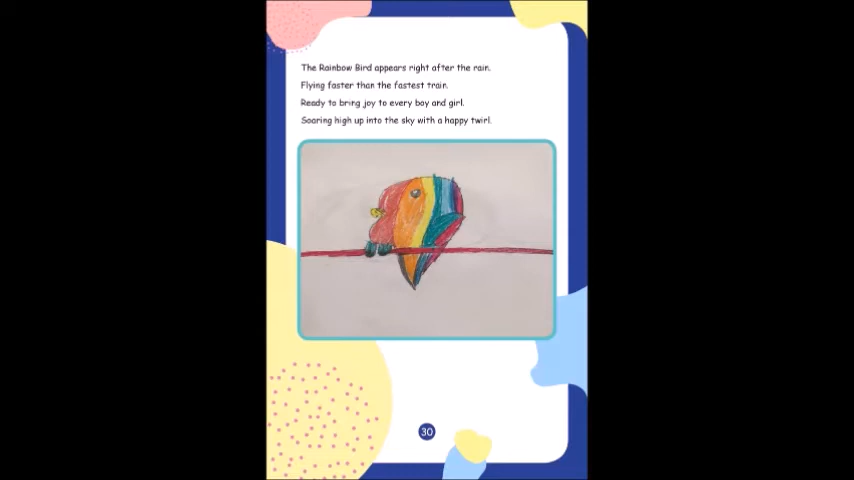 The Rainbow Bird appears right after the rain.
Flying faster than the fastest train.
Ready to bring joy to every boy and girl.
Soaring high up into the sky with a happy twirl.
30